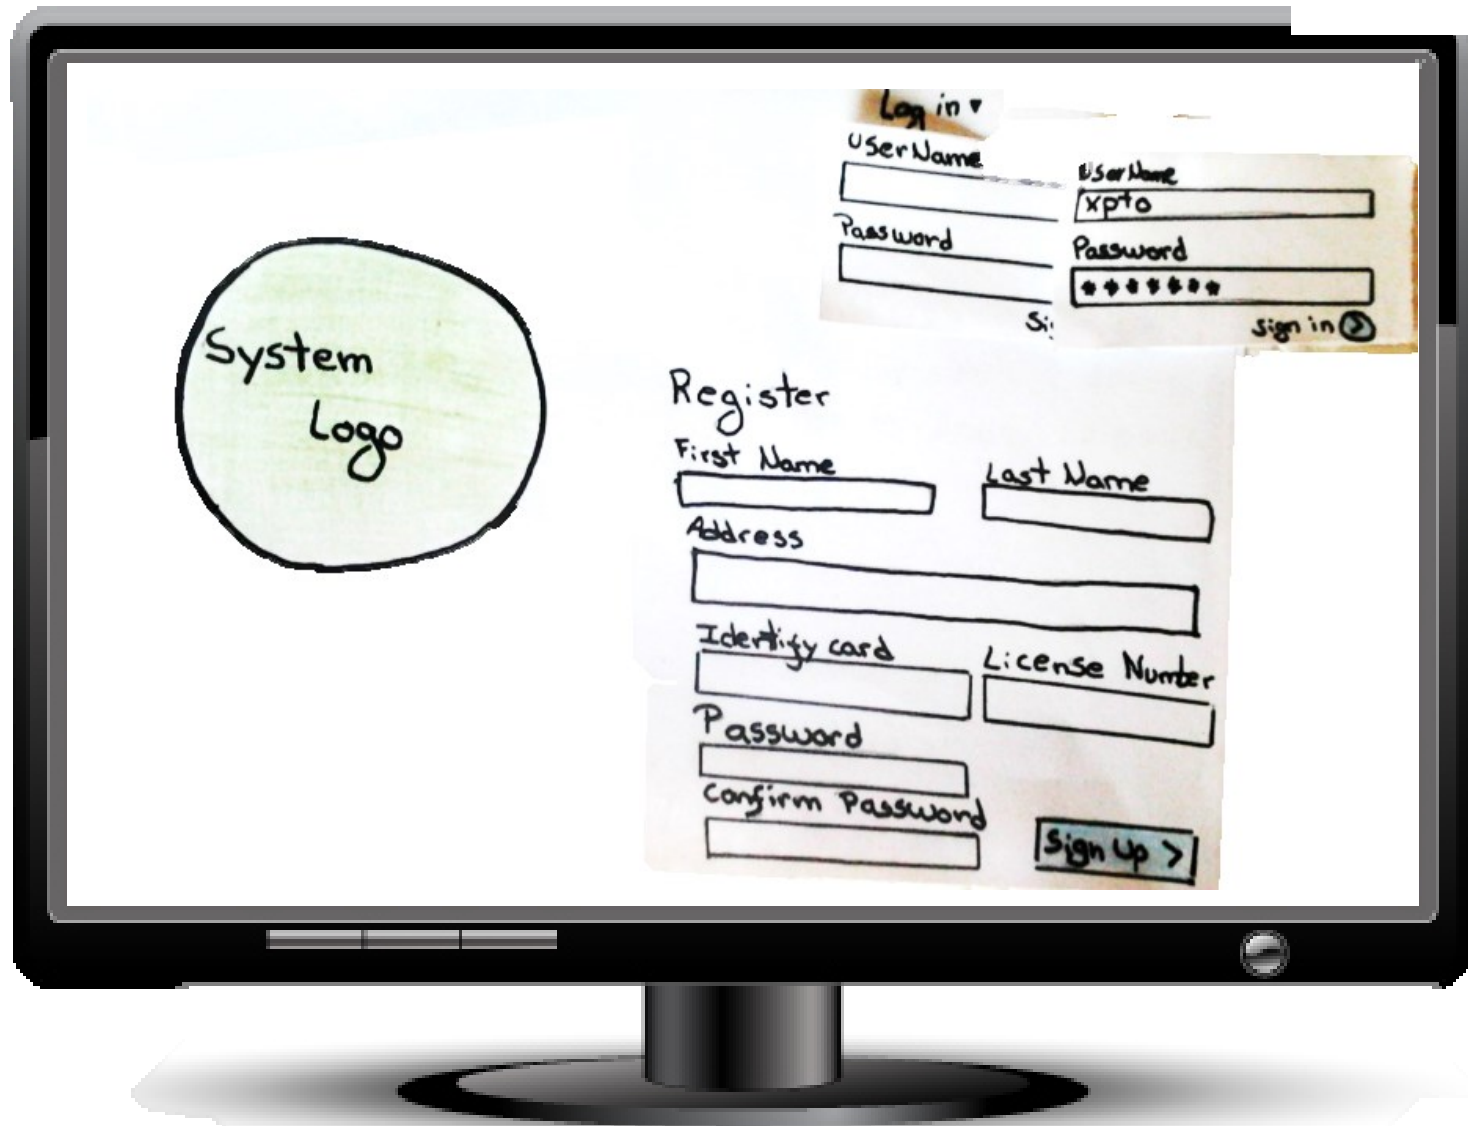 Log in ▾
UserName
Password
Si
UserName
xpto
Password
*******
sign in >
System
Logo
Register
First Name
Last Name
Address
Identify card
License Number
Password
Confirm Password
Sign Up >